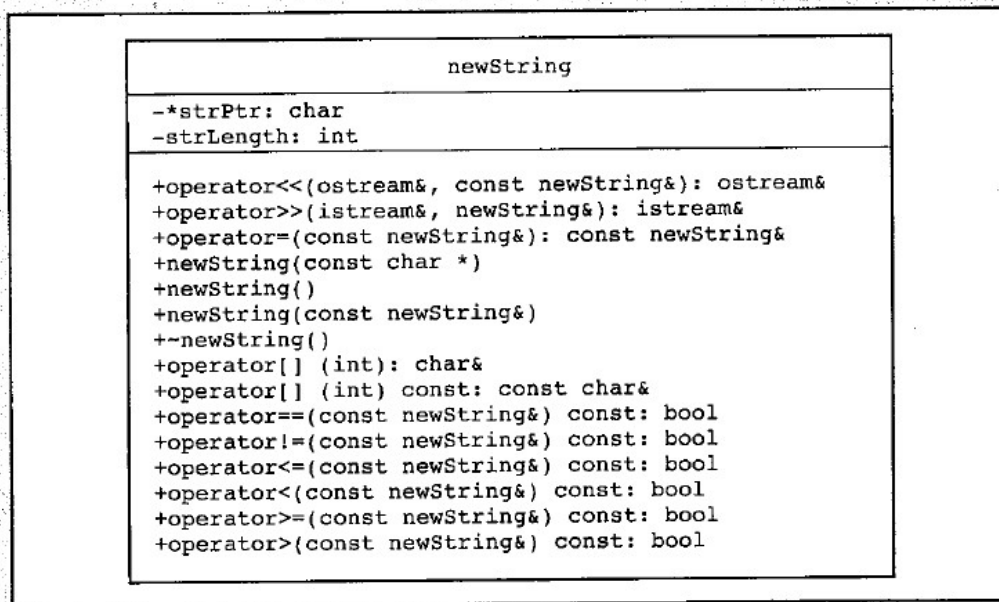 newString
-*strPtr: char
-strLength: int
+operator<<(ostream&, const newString&): ostream&
+operator>>(istream&, newString&): istream&
+operator=(const newString&): const newString&
+newString(const char *)
+newString()
+newString(const newString&)
+~newString()
+operator[] (int): char&
+operator[] (int) const: const char&
+operator==(const newString&) const: bool
+operator!=(const newString&) const: bool
+operator<=(const newString&) const: bool
+operator<(const newString&) const: bool
+operator>=(const newString&) const: bool
+operator>(const newString&) const: bool